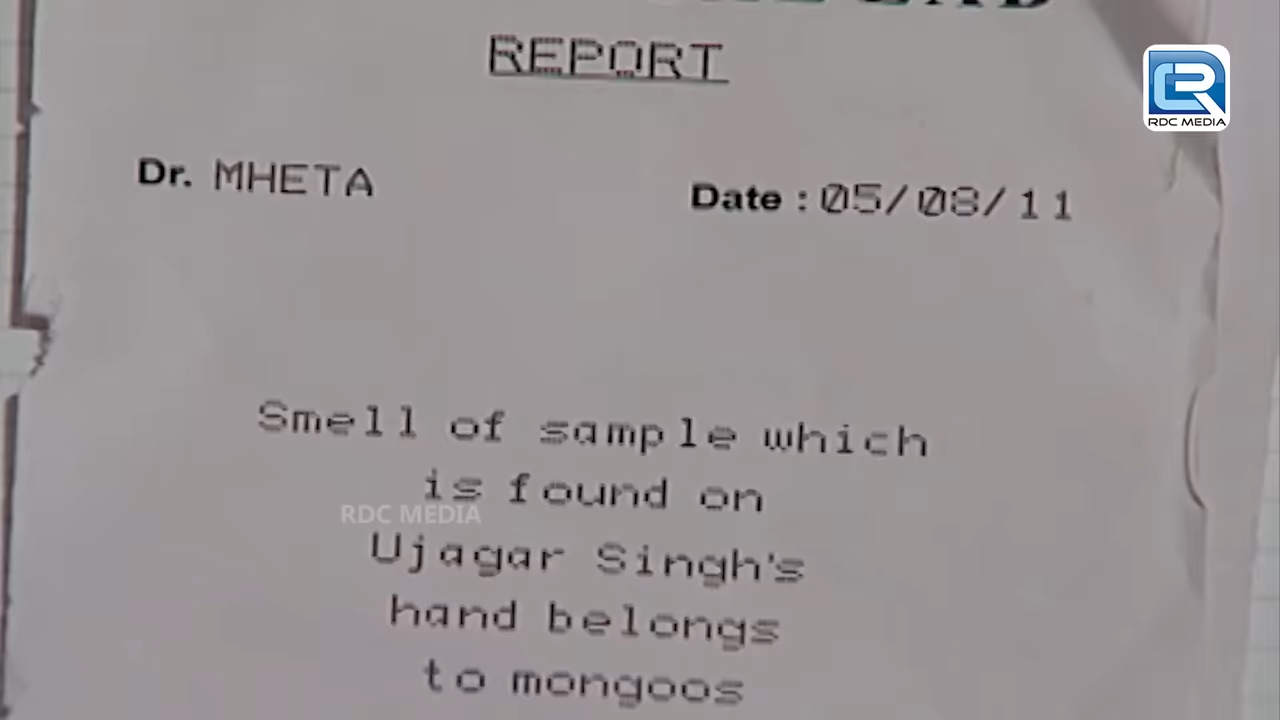 REPORT
RDC MEDIA
Dr. MHETA
Date : 05/08/11
Smell of sample which
is found on
RDC MEDIA
Ujagar Singh's
hand belongs
to mongoos